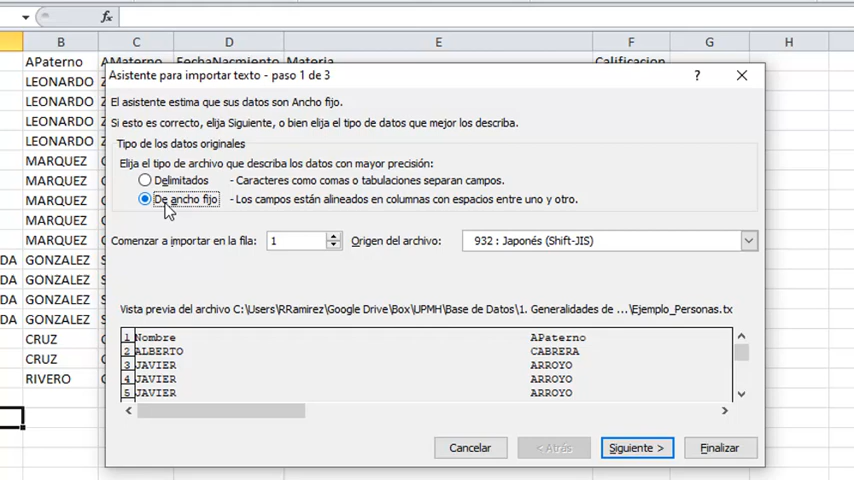 fx
B C D E F G H
APaterno AMaterno FechaNacmiento Materia Calificacion
LEONARDO
LEONARDO
LEONARDO
LEONARDO
MARQUEZ
MARQUEZ
MARQUEZ
MARQUEZ
MARQUEZ
DA GONZALEZ
DA GONZALEZ
DA GONZALEZ
DA GONZALEZ
CRUZ
CRUZ
RIVERO
Asistente para importar texto - paso 1 de 3 ?
El asistente estima que sus datos son Ancho fijo.
Si esto es correcto, elija Siguiente, o bien elija el tipo de datos que mejor los describa.
Tipo de los datos originales
Elija el tipo de archivo que describa los datos con mayor precisión:
Delimitados - Caracteres como comas o tabulaciones separan campos.
De ancho fijo - Los campos están alineados en columnas con espacios entre uno y otro.
Comenzar a importar en la fila: 1 Origen del archivo: 932 : Japonés (Shift-JIS)
Vista previa del archivo C:\Users\RRamirez\Google Drive\Box\UPMH\Base de Datos\1. Generalidades de ...\Ejemplo_Personas.tx
1 Nombre APaterno
2 ALBERTO CABRERA
3 JAVIER ARROYO
4 JAVIER ARROYO
5 JAVIER ARROYO
Cancelar < Atrás Siguiente > Finalizar